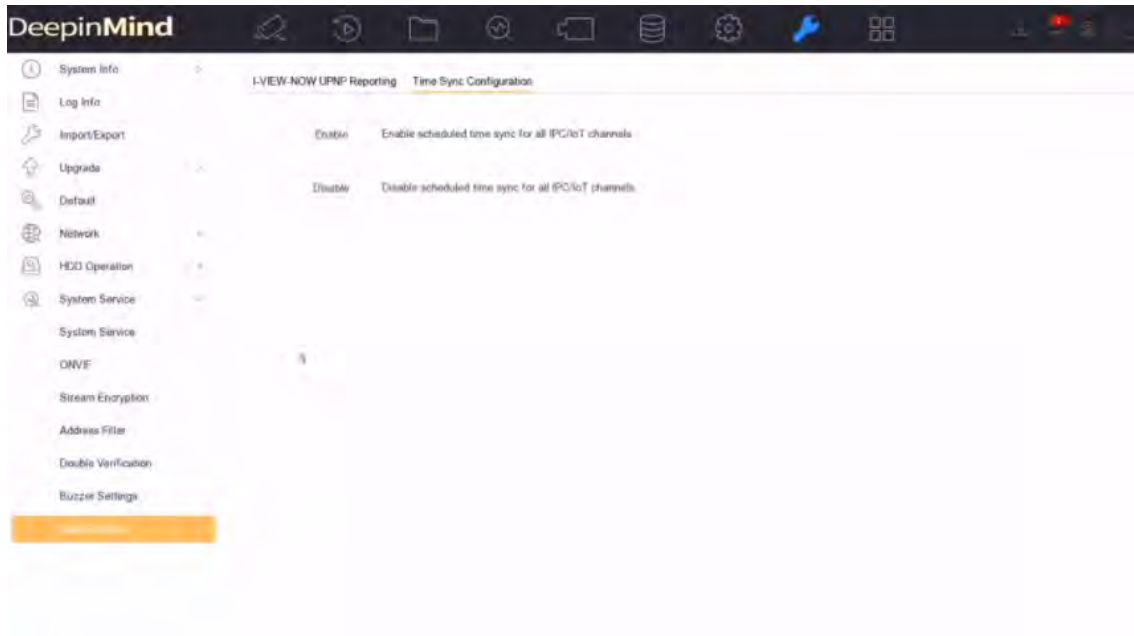 DeepinMind
System Info
Log Info
Import/Export
Upgrade
Default
Network
HDD Operation
System Service
System Service
ONVIF
Stream Encryption
Address Filter
Double Verification
Buzzer Settings
I-VIEW-NOW UPNP Reporting Time Sync Configuration
Enable Enable scheduled time sync for all IPC/IoT channels
Disable Disable scheduled time sync for all IPC/IoT channels.